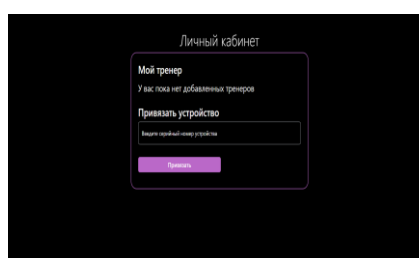 Личный кабинет
Мой тренер
У вас пока нет добавленных тренеров
Привязать устройство
Введите серийный номер устройства
Привязать